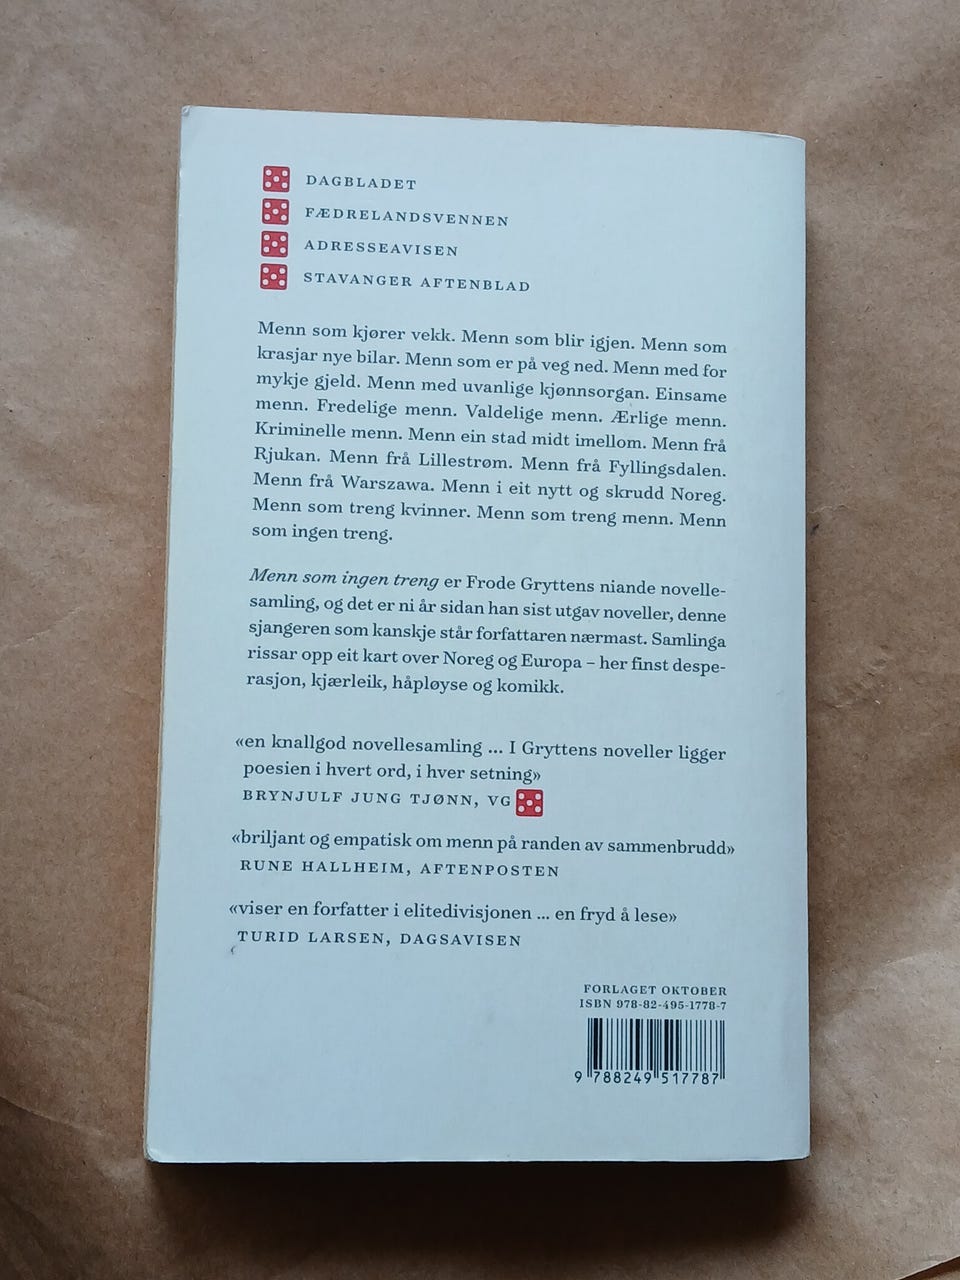 DAGBLADET
FÆDRELANDSVENNEN
ADRESSEAVISEN
STAVANGER AFTENBLAD
Menn som kjører vekk. Menn som blir igjen. Menn som
krasjar nye bilar. Menn som er på veg ned. Menn med for
mykje gjeld. Menn med uvanlige kjønnsorgan. Einsame
menn. Fredelige menn. Valdelige menn. Ærlige menn.
Kriminelle menn. Menn ein stad midt imellom. Menn frå
Rjukan. Menn frå Lillestrøm. Menn frå Fyllingsdalen.
Menn frå Warszawa. Menn i eit nytt og skrudd Noreg.
Menn som treng kvinner. Menn som treng menn. Menn
som ingen treng.
Menn som ingen treng er Frode Gryttens niande novelle-
samling, og det er ni år sidan han sist utgav noveller, denne
sjangeren som kanskje står forfattaren nærmast. Samlinga
rissar opp eit kart over Noreg og Europa – her finst despe-
rasjon, kjærleik, håpløyse og komikk.
«en knallgod novellesamling ... I Gryttens noveller ligger
poesien i hvert ord, i hver setning»
BRYNJULF JUNG TJØNN, VG
«briljant og empatisk om menn på randen av sammenbrudd»
RUNE HALLHEIM, AFTENPOSTEN
«viser en forfatter i elitedivisjonen ... en fryd å lese»
TURID LARSEN, DAGSAVISEN
FORLAGET OKTOBER
ISBN 978-82-495-1778-7
9 788249 517787